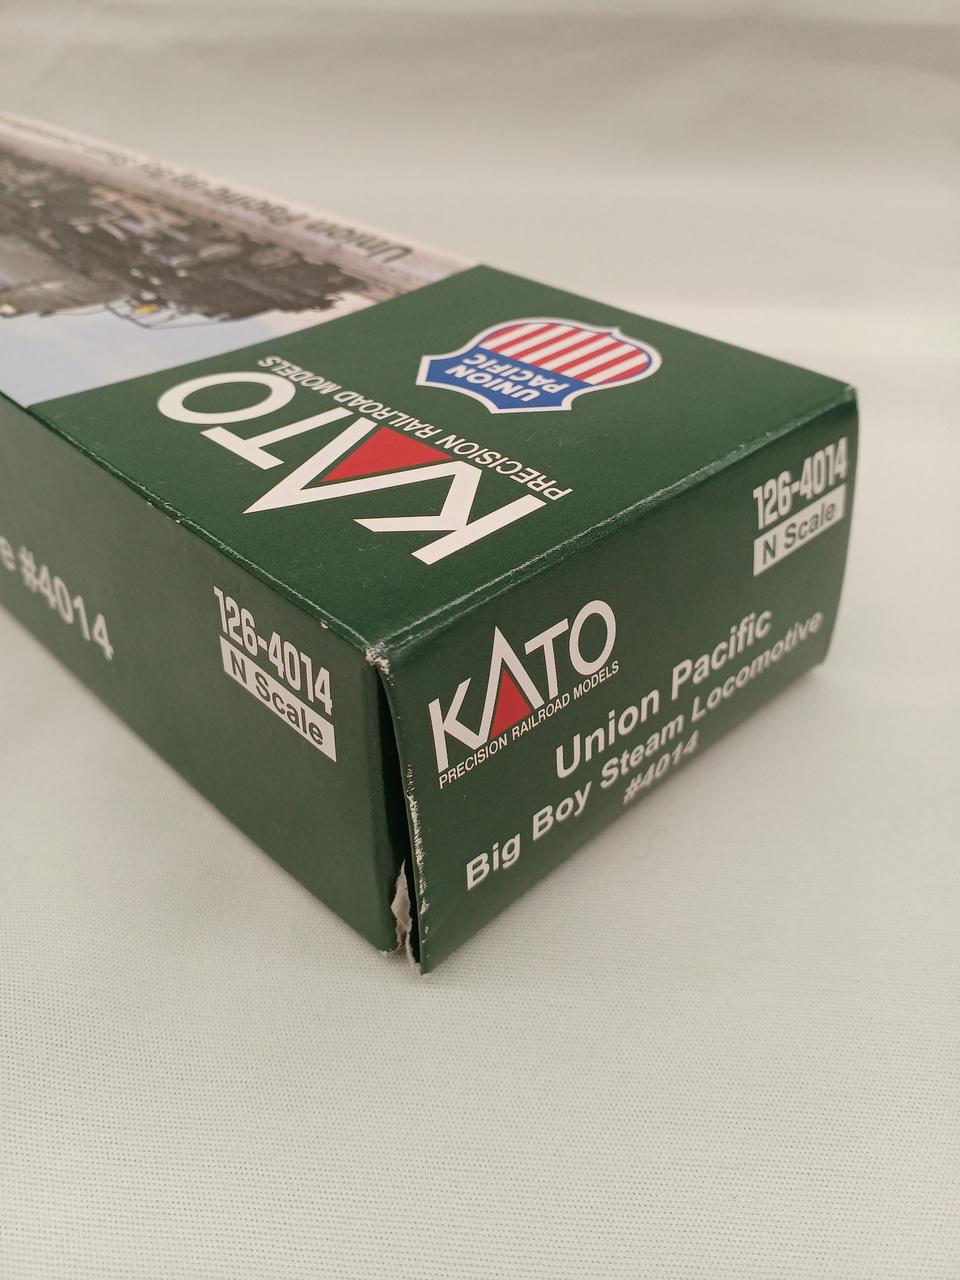 Union Pacific Big Boy Steam
UNION
PACIFIC
KATO
PRECISION RAILROAD MODELS
e #4014
126-4014
N Scale
KATO
PRECISION RAILROAD MODELS
126-4014
N Scale
Union Pacific
Big Boy Steam Locomotive
#4014